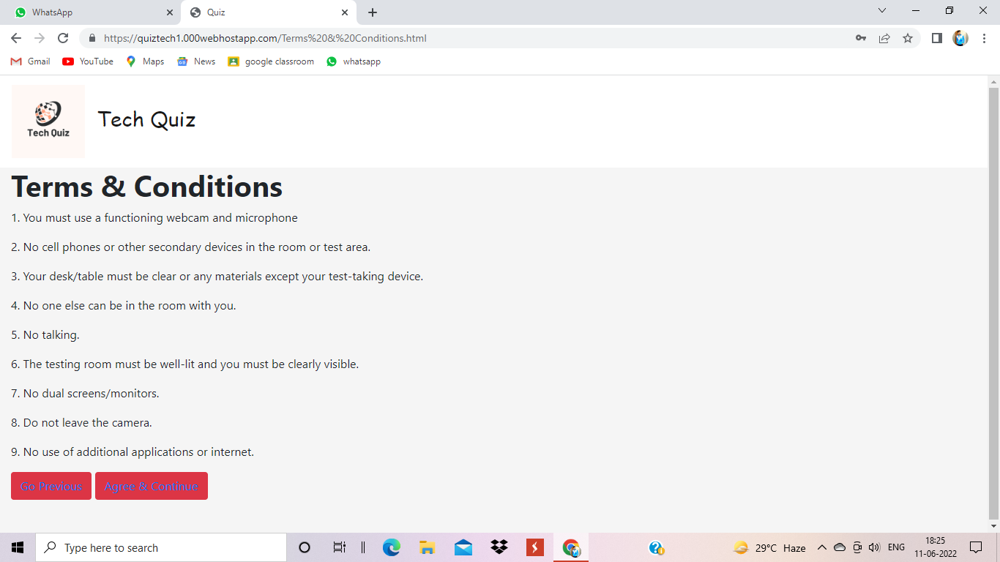 WhatsApp
Quiz
https://quiztech1.000webhostapp.com/Terms%20&%20Conditions.html
Gmail YouTube Maps News google classroom whatsapp
Tech Quiz
Tech Quiz
Terms & Conditions
1. You must use a functioning webcam and microphone
2. No cell phones or other secondary devices in the room or test area.
3. Your desk/table must be clear or any materials except your test-taking device.
4. No one else can be in the room with you.
5. No talking.
6. The testing room must be well-lit and you must be clearly visible.
7. No dual screens/monitors.
8. Do not leave the camera.
9. No use of additional applications or internet.
Go Previous Agree & Continue
Type here to search
29°C Haze
ENG
18:25
11-06-2022